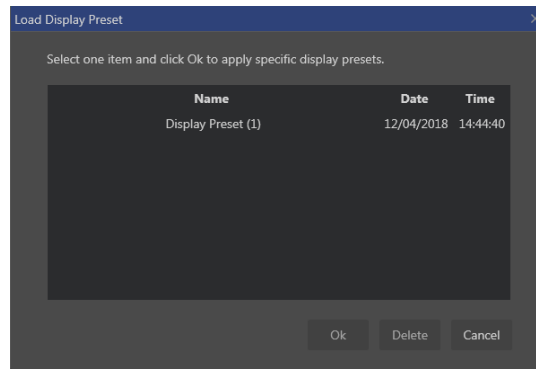 Load Display Preset
Select one item and click Ok to apply specific display presets.
Name Date Time
Display Preset (1) 12/04/2018 14:44:40
Ok Delete Cancel